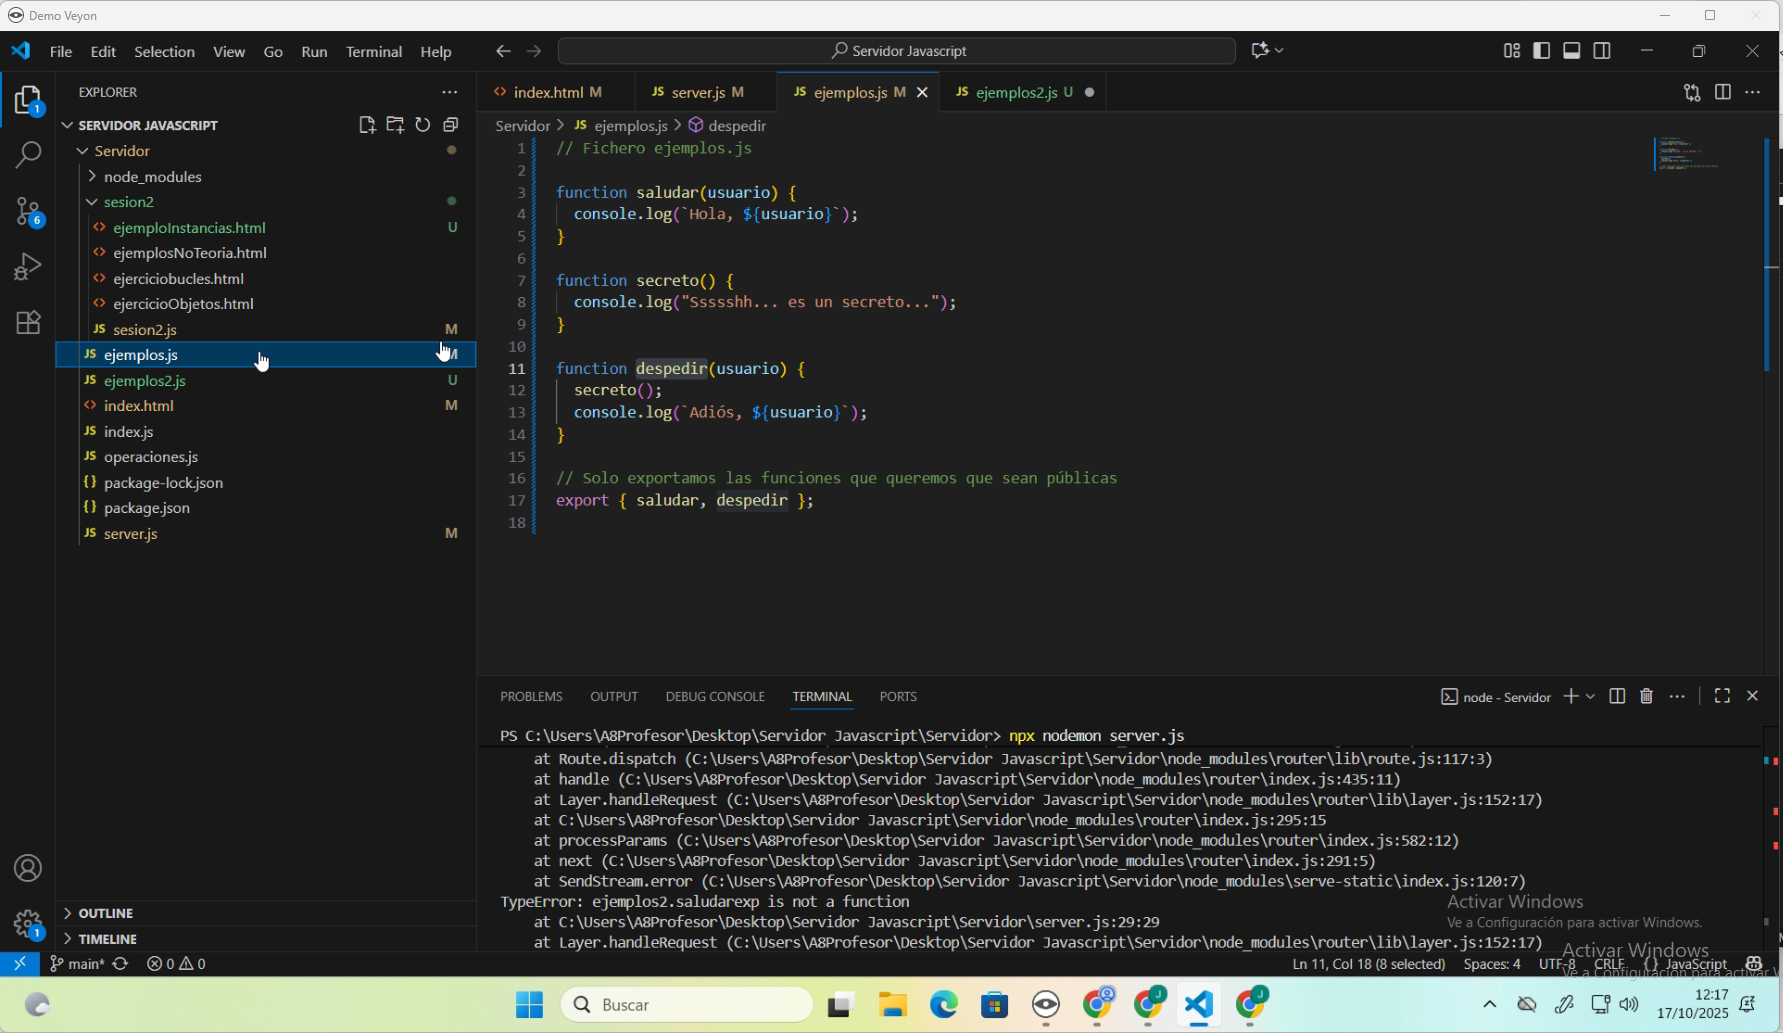 Demo Veyon
File Edit Selection View Go Run Terminal Help
Servidor Javascript
EXPLORER
SERVIDOR JAVASCRIPT
Servidor
node_modules
sesion2
ejemploInstancias.html U
ejemplosNoTeoria.html
ejerciciobucles.html
ejercicioObjetos.html
sesion2.js M
ejemplos.js M
ejemplos2.js U
index.html M
index.js
operaciones.js
package-lock.json
package.json
server.js M
OUTLINE
TIMELINE
1
6
1
index.html M server.js M ejemplos.js M ejemplos2.js U
Servidor > JS ejemplos.js > despedir
1 // Fichero ejemplos.js
2
3 function saludar(usuario) {
4 console.log(`Hola, ${usuario}`);
5 }
6
7 function secreto() {
8 console.log("Ssssshh... es un secreto...");
9 }
10
11 function despedir(usuario) {
12 secreto();
13 console.log(`Adiós, ${usuario}`);
14 }
15
16 // Solo exportamos las funciones que queremos que sean públicas
17 export { saludar, despedir };
18
PROBLEMS OUTPUT DEBUG CONSOLE TERMINAL PORTS
node - Servidor
PS C:\Users\A8Profesor\Desktop\Servidor Javascript\Servidor> npx nodemon server.js
at Route.dispatch (C:\Users\A8Profesor\Desktop\Servidor Javascript\Servidor\node_modules\router\lib\route.js:117:3)
at handle (C:\Users\A8Profesor\Desktop\Servidor Javascript\Servidor\node_modules\router\index.js:435:11)
at Layer.handleRequest (C:\Users\A8Profesor\Desktop\Servidor Javascript\Servidor\node_modules\router\lib\layer.js:152:17)
at C:\Users\A8Profesor\Desktop\Servidor Javascript\Servidor\node_modules\router\index.js:295:15
at processParams (C:\Users\A8Profesor\Desktop\Servidor Javascript\Servidor\node_modules\router\index.js:582:12)
at next (C:\Users\A8Profesor\Desktop\Servidor Javascript\Servidor\node_modules\router\index.js:291:5)
at SendStream.error (C:\Users\A8Profesor\Desktop\Servidor Javascript\Servidor\node_modules\serve-static\index.js:120:7)
TypeError: ejemplos2.saludarexp is not a function
at C:\Users\A8Profesor\Desktop\Servidor Javascript\Servidor\server.js:29:29
at Layer.handleRequest (C:\Users\A8Profesor\Desktop\Servidor Javascript\Servidor\node_modules\router\lib\layer.js:152:17)
Activar Windows
Ve a Configuración para activar Windows.
Activar Windows
Ve a Configuración para activar W
main* 0 0
Ln 11, Col 18 (8 selected) Spaces: 4 UTF-8 CRLF {} JavaScript
Buscar
12:17
17/10/2025